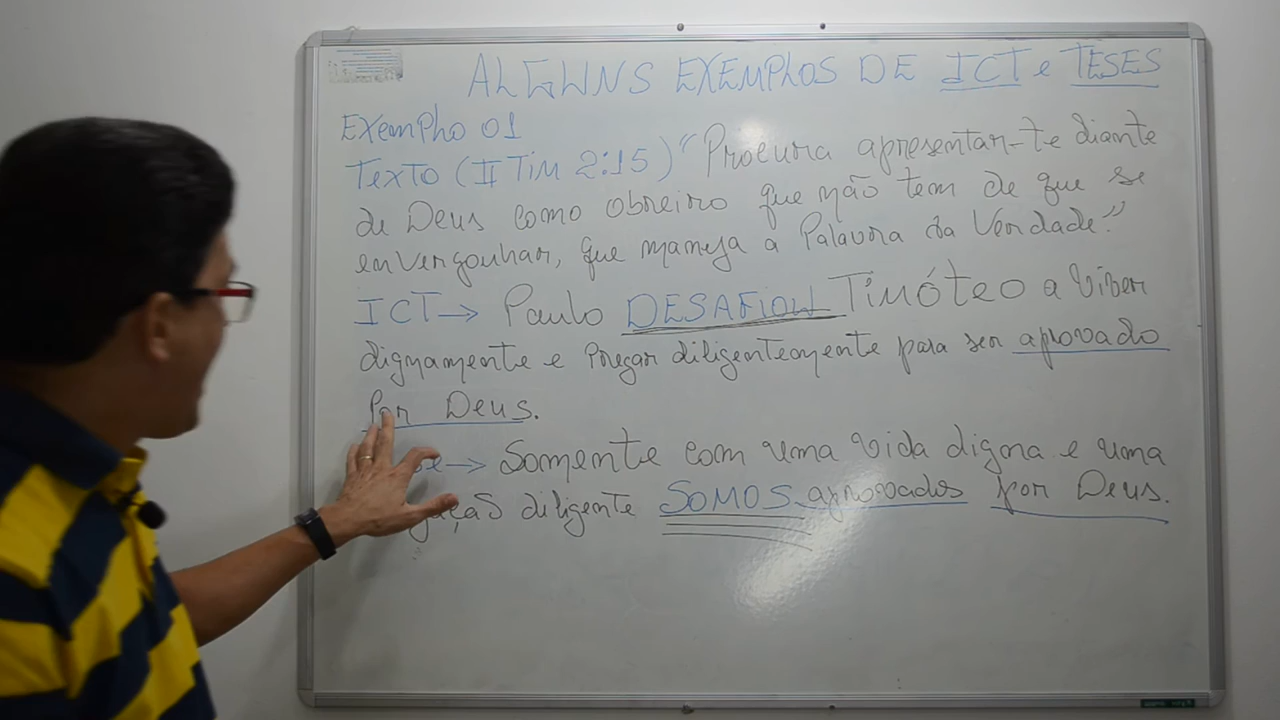 ALGUNS EXEMPLOS DE ICT e TESES
Exemplo 01
Texto (II Tim 2:15) "Procura apresentar-te diante
de Deus como obreiro que não tem de que se
envergonhar, que maneja a Palavra da Verdade."
ICT→ Paulo DESAFIOU Timóteo a Viver
dignamente e Pregar diligentemente para ser aprovado
Por Deus.
→ Somente com uma vida digna e uma
diligente SOMOS aprovados por Deus.